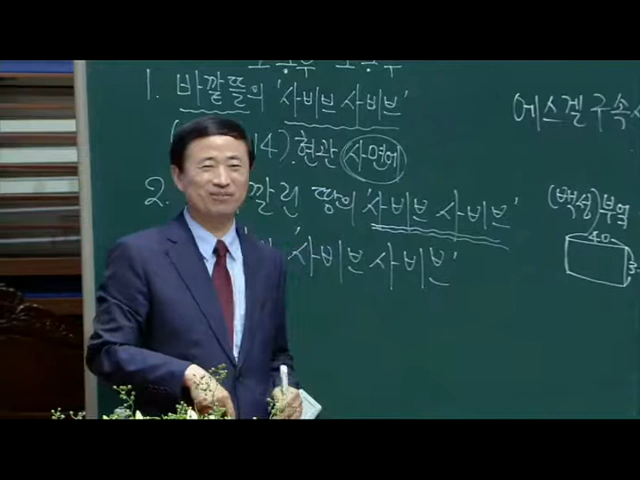 1. 바깥뜰의 '사비브 사비브'
14). 현관 사면에
에스겔 구속사
2. 깔린 땅의 '사비브 사비브'
(백성) 부엌
40
'사비브 사비브'